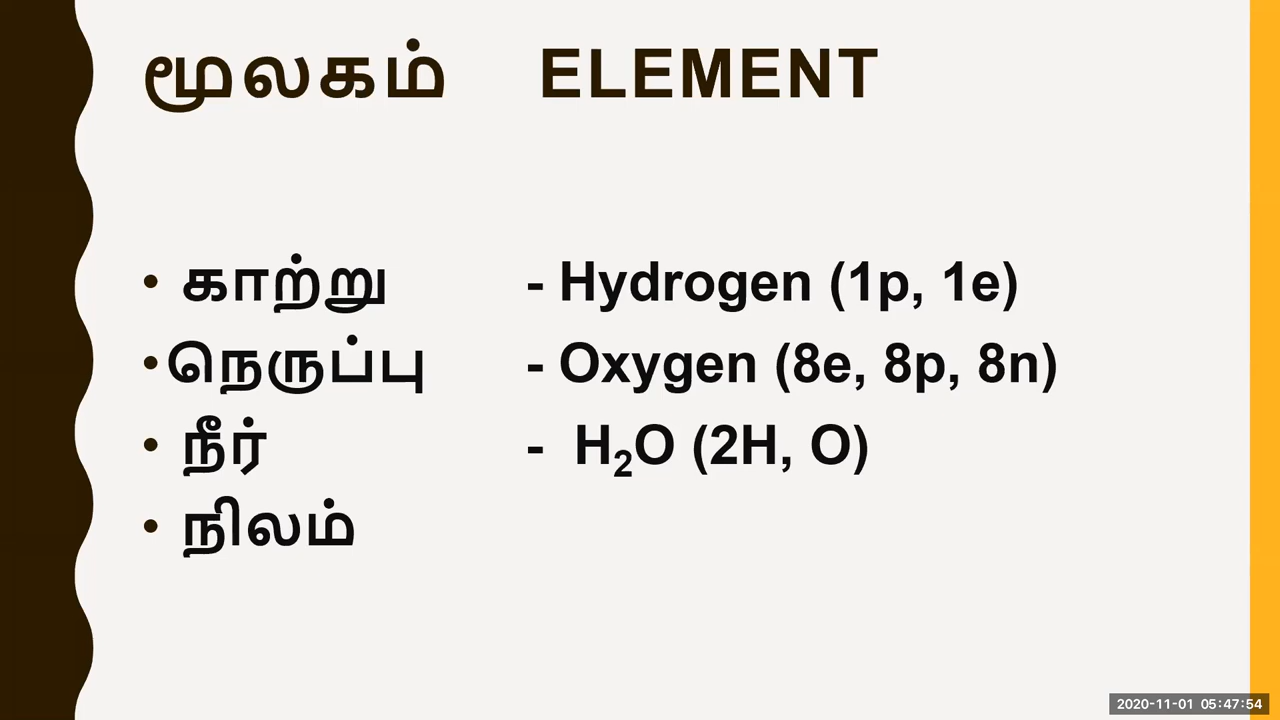 மூலகம் ELEMENT
• காற்று - Hydrogen (1p, 1e)
• நெருப்பு - Oxygen (8e, 8p, 8n)
• நீர் - H₂O (2H, O)
• நிலம்
2020-11-01 05:47:54